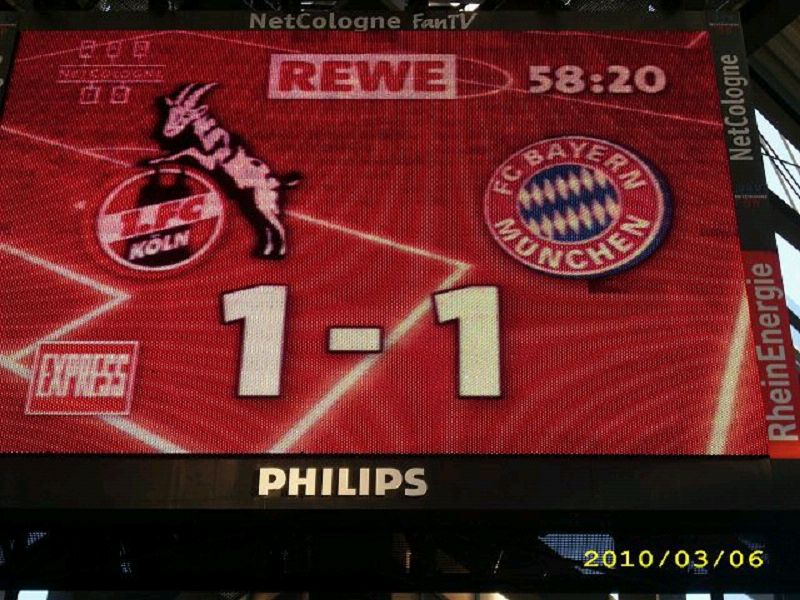 NetCologne FanTV
NETCOLOGNE
REWE
58:20
NetCologne
1.FC
KÖLN
FC BAYERN
MÜNCHEN
1 - 1
EXPRESS
RheinEnergie
PHILIPS
2010/03/06